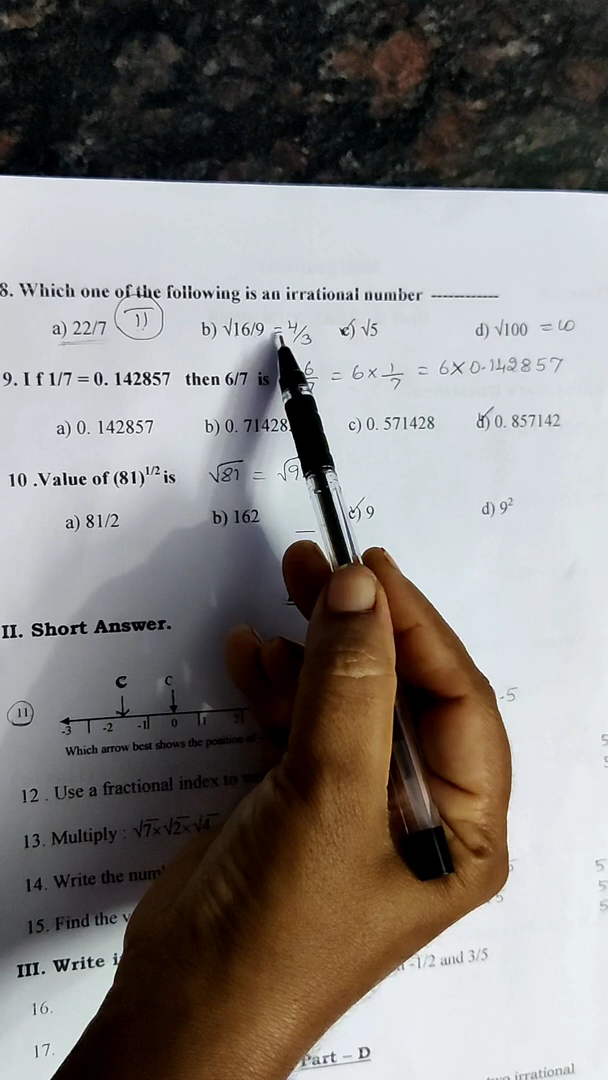 8. Which one of the following is an irrational number ------------
a) 22/7 b) √16/9 = 4/3 c) √5 d) √100 = 10
9. I f 1/7 = 0. 142857 then 6/7 is = 6 × 1/7 = 6 × 0.142857
a) 0. 142857 b) 0. 71428 c) 0. 571428 d) 0. 857142
10 .Value of (81)^1/2 is √81 = √9
a) 81/2 b) 162 c) 9 d) 9²
II. Short Answer.
C C
11
-3 -2 -1 0 1 2
Which arrow best shows the position
12 . Use a fractional index to
13. Multiply : √7×√2×√4
14. Write the
15. Find the
III. Write
-1/2 and 3/5
16.
17.
Part – D
irrational